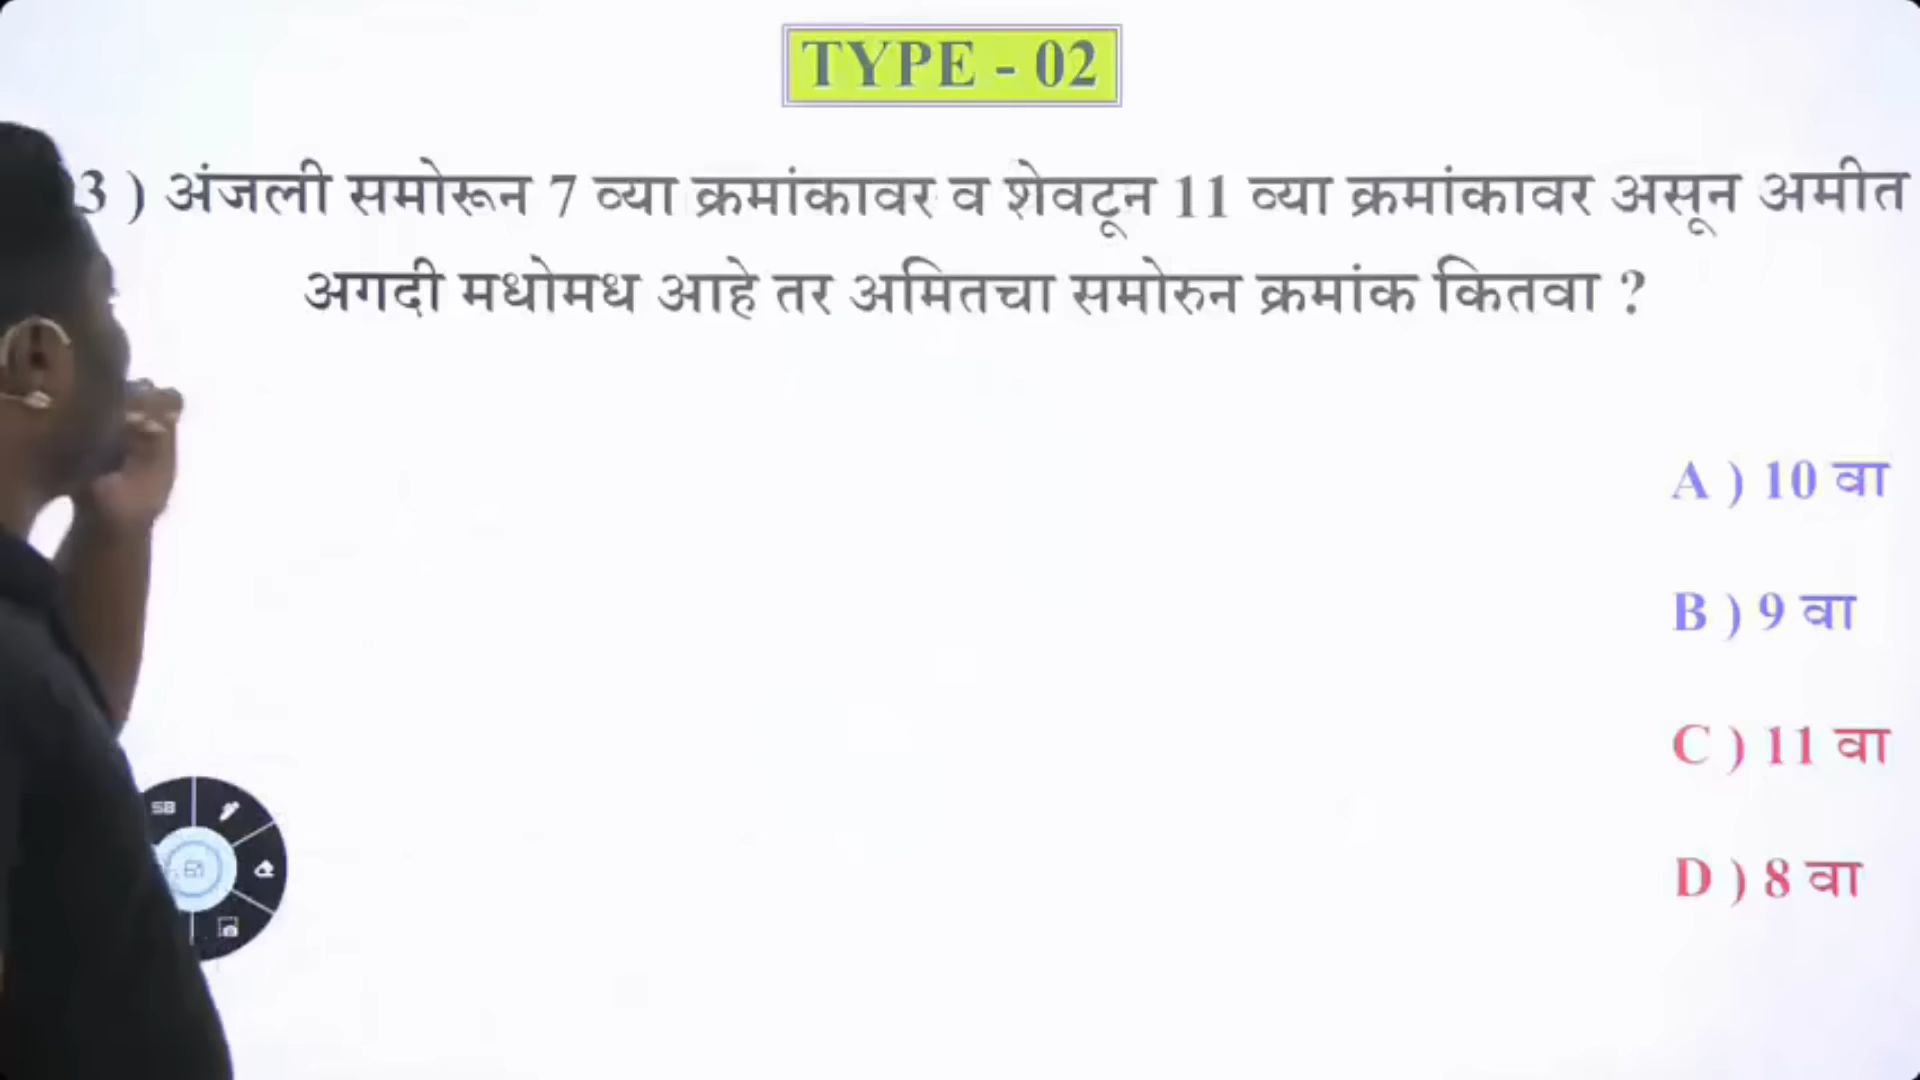 TYPE - 02
3 ) अंजली समोरून 7 व्या क्रमांकावर व शेवटून 11 व्या क्रमांकावर असून अमीत
अगदी मधोमध आहे तर अमितचा समोरुन क्रमांक कितवा ?
A ) 10 वा
B ) 9 वा
C ) 11 वा
D ) 8 वा
SB